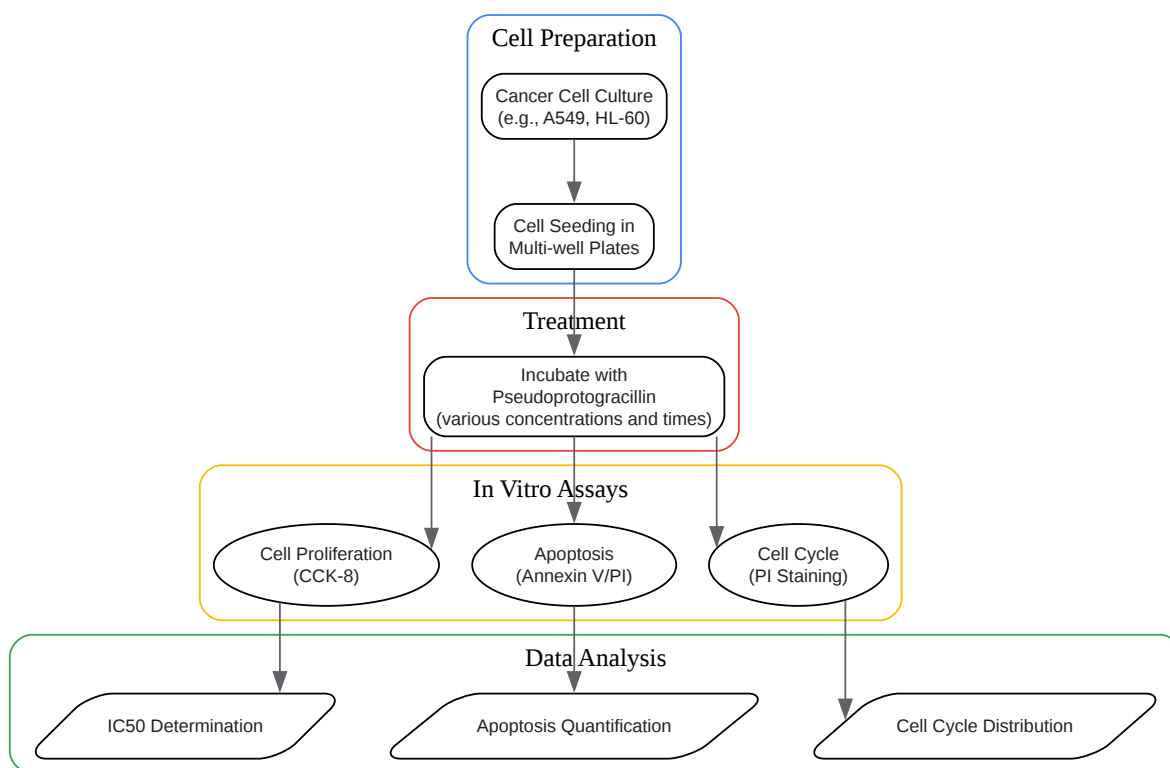 Cell Preparation
Cancer Cell Culture
(e.g., A549, HL-60)
Cell Seeding in
Multi-well Plates
Treatment
Incubate with
Pseudoprotogracillin
(various concentrations and times)
In Vitro Assays
Cell Proliferation
(CCK-8)
Apoptosis
(Annexin V/PI)
Cell Cycle
(PI Staining)
Data Analysis
IC50 Determination
Apoptosis Quantification
Cell Cycle Distribution